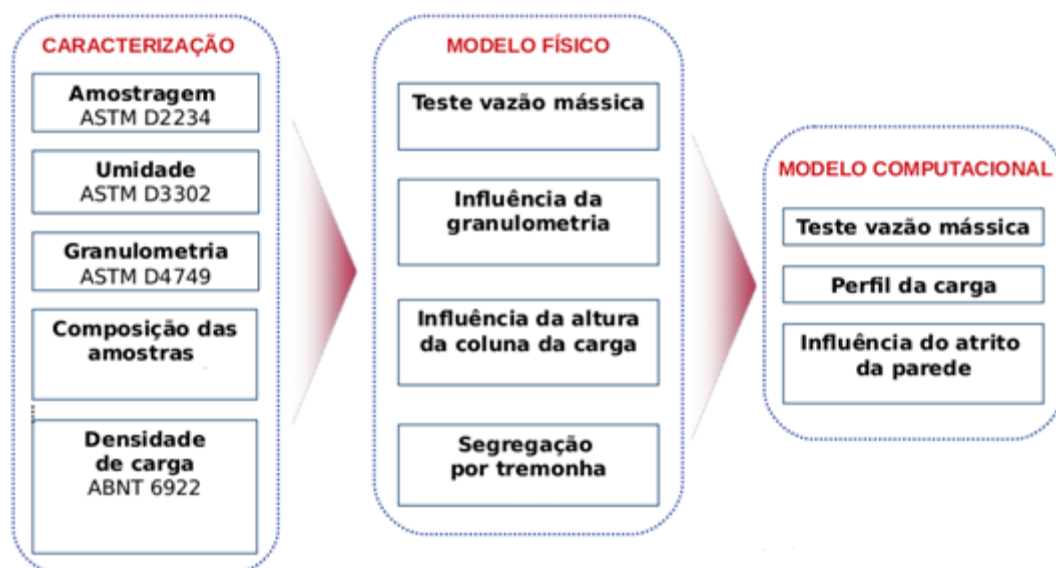 CARACTERIZAÇÃO
Amostragem
ASTM D2234
Umidade
ASTM D3302
Granulometria
ASTM D4749
Composição das
amostras
Densidade
de carga
ABNT 6922
MODELO FÍSICO
Teste vazão mássica
Influência da
granulometria
Influência da altura
da coluna da carga
Segregação
por tremonha
MODELO COMPUTACIONAL
Teste vazão mássica
Perfil da carga
Influência do atrito
da parede